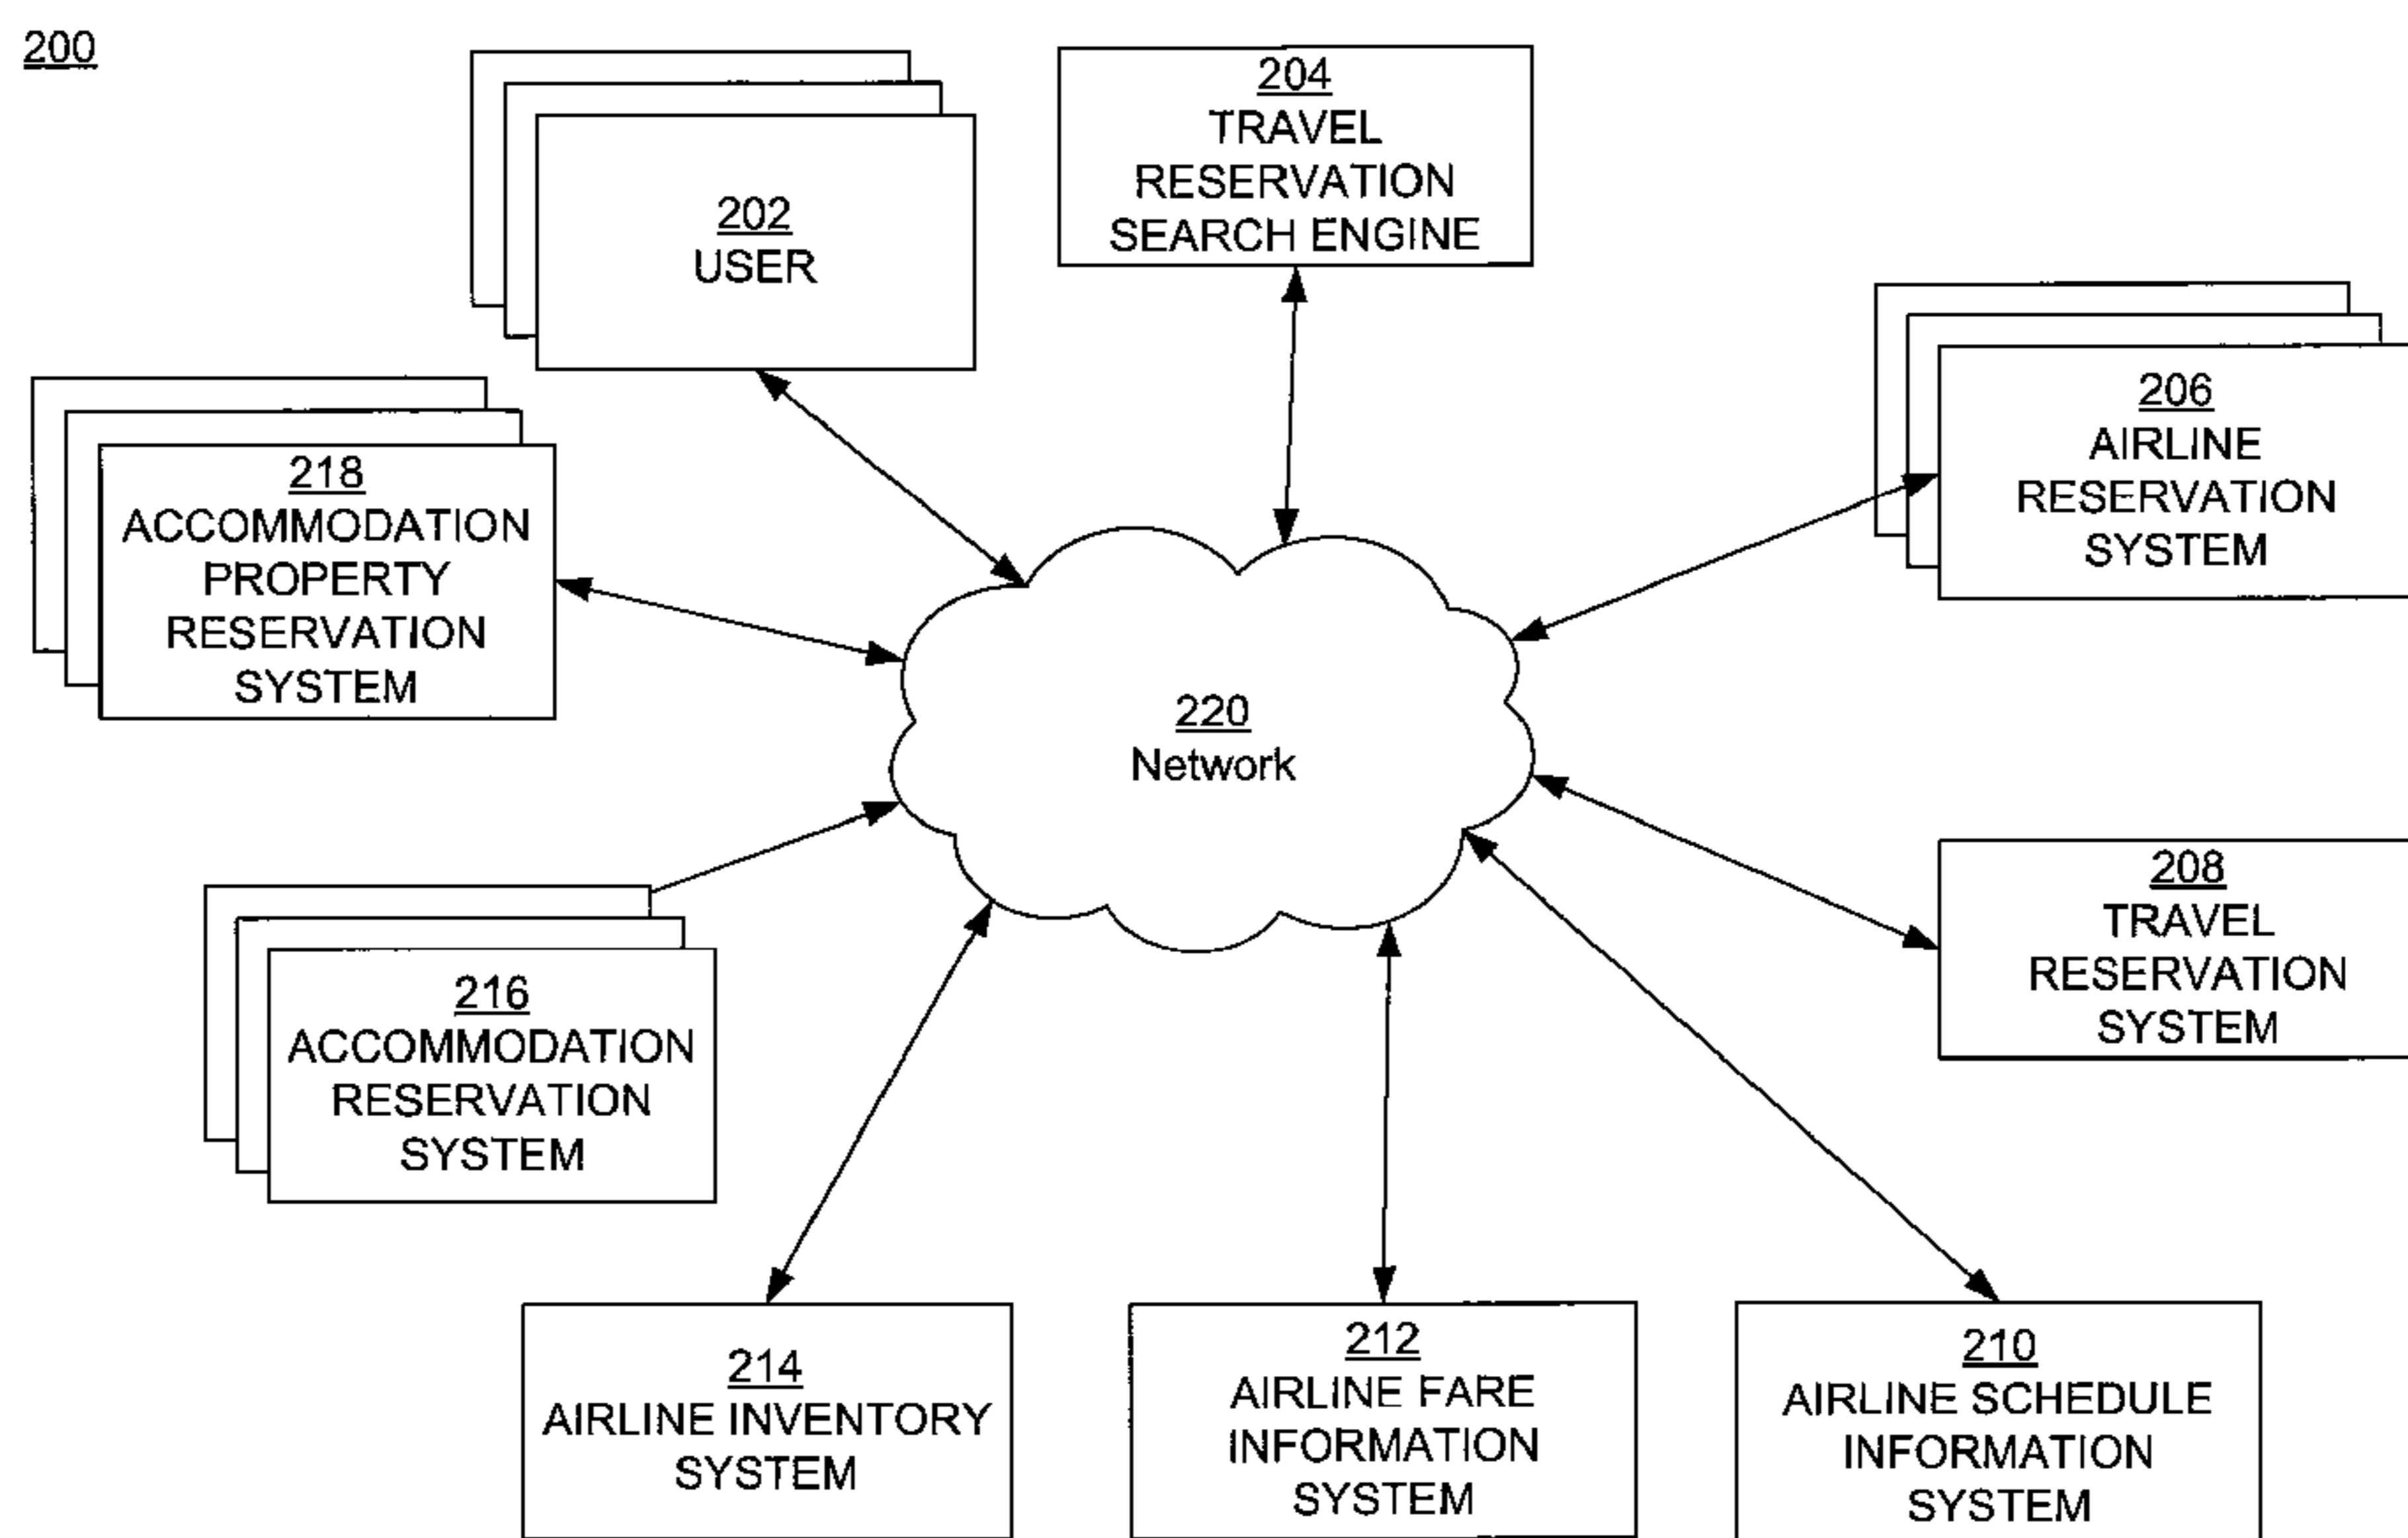 200
202
USER
204
TRAVEL
RESERVATION
SEARCH ENGINE
206
AIRLINE
RESERVATION
SYSTEM
218
ACCOMMODATION
PROPERTY
RESERVATION
SYSTEM
220
Network
208
TRAVEL
RESERVATION
SYSTEM
216
ACCOMMODATION
RESERVATION
SYSTEM
214
AIRLINE INVENTORY
SYSTEM
212
AIRLINE FARE
INFORMATION
SYSTEM
210
AIRLINE SCHEDULE
INFORMATION
SYSTEM